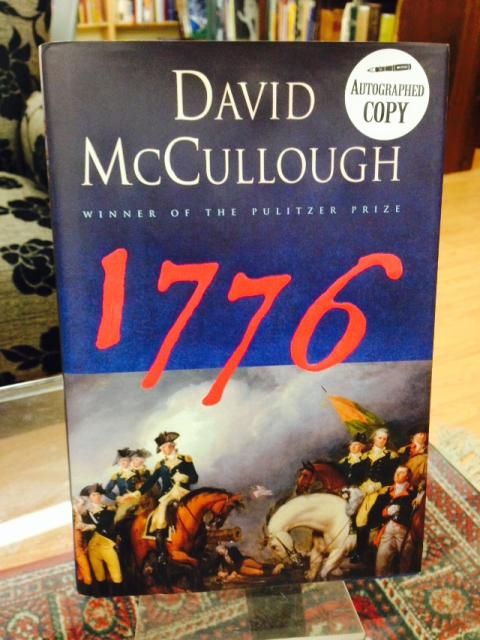 DAVID
McCULLOUGH
WINNER OF THE PULITZER PRIZE
1776
AUTOGRAPHED
COPY